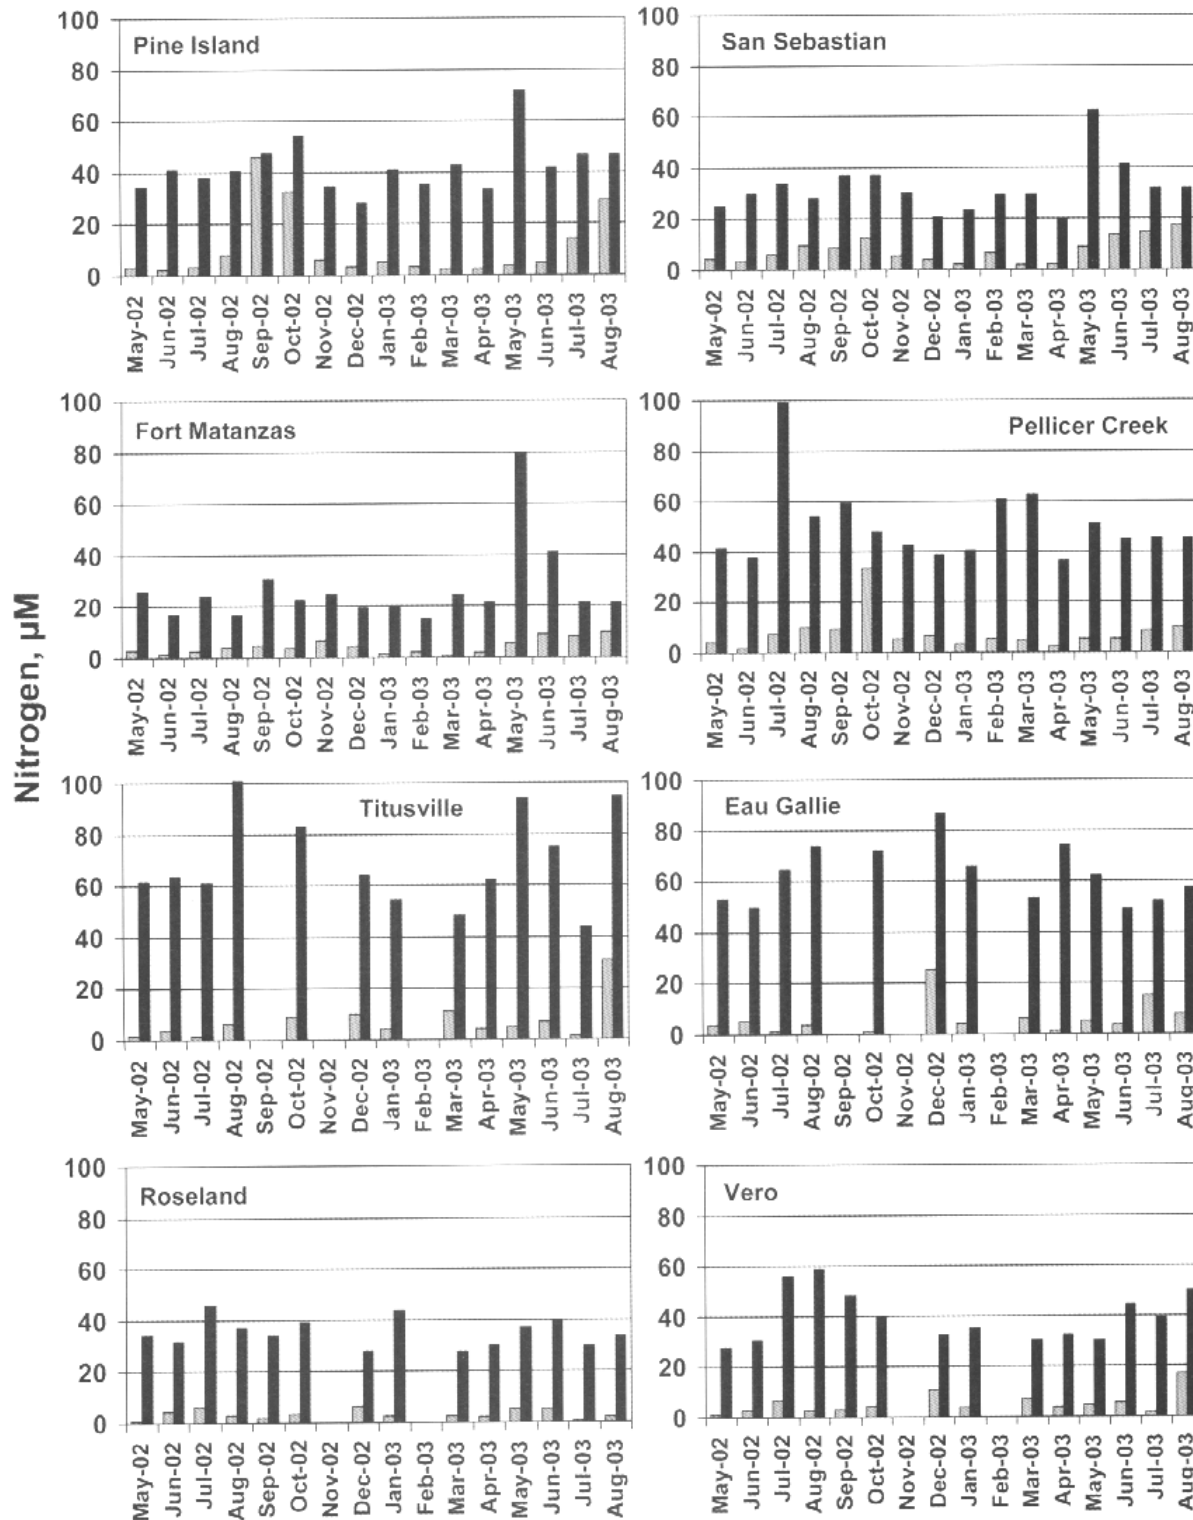 Nitrogen, µM
100
80
60
40
20
0
Pine Island
May-02
Jun-02
Jul-02
Aug-02
Sep-02
Oct-02
Nov-02
Dec-02
Jan-03
Feb-03
Mar-03
Apr-03
May-03
Jun-03
Jul-03
Aug-03
100
80
60
40
20
0
San Sebastian
May-02
Jun-02
Jul-02
Aug-02
Sep-02
Oct-02
Nov-02
Dec-02
Jan-03
Feb-03
Mar-03
Apr-03
May-03
Jun-03
Jul-03
Aug-03
100
80
60
40
20
0
Fort Matanzas
May-02
Jun-02
Jul-02
Aug-02
Sep-02
Oct-02
Nov-02
Dec-02
Jan-03
Feb-03
Mar-03
Apr-03
May-03
Jun-03
Jul-03
Aug-03
100
80
60
40
20
0
Pellicer Creek
May-02
Jun-02
Jul-02
Aug-02
Sep-02
Oct-02
Nov-02
Dec-02
Jan-03
Feb-03
Mar-03
Apr-03
May-03
Jun-03
Jul-03
Aug-03
100
80
60
40
20
0
Titusville
May-02
Jun-02
Jul-02
Aug-02
Sep-02
Oct-02
Nov-02
Dec-02
Jan-03
Feb-03
Mar-03
Apr-03
May-03
Jun-03
Jul-03
Aug-03
100
80
60
40
20
0
Eau Gallie
May-02
Jun-02
Jul-02
Aug-02
Sep-02
Oct-02
Nov-02
Dec-02
Jan-03
Feb-03
Mar-03
Apr-03
May-03
Jun-03
Jul-03
Aug-03
100
80
60
40
20
0
Roseland
May-02
Jun-02
Jul-02
Aug-02
Sep-02
Oct-02
Nov-02
Dec-02
Jan-03
Feb-03
Mar-03
Apr-03
May-03
Jun-03
Jul-03
Aug-03
100
80
60
40
20
0
Vero
May-02
Jun-02
Jul-02
Aug-02
Sep-02
Oct-02
Nov-02
Dec-02
Jan-03
Feb-03
Mar-03
Apr-03
May-03
Jun-03
Jul-03
Aug-03